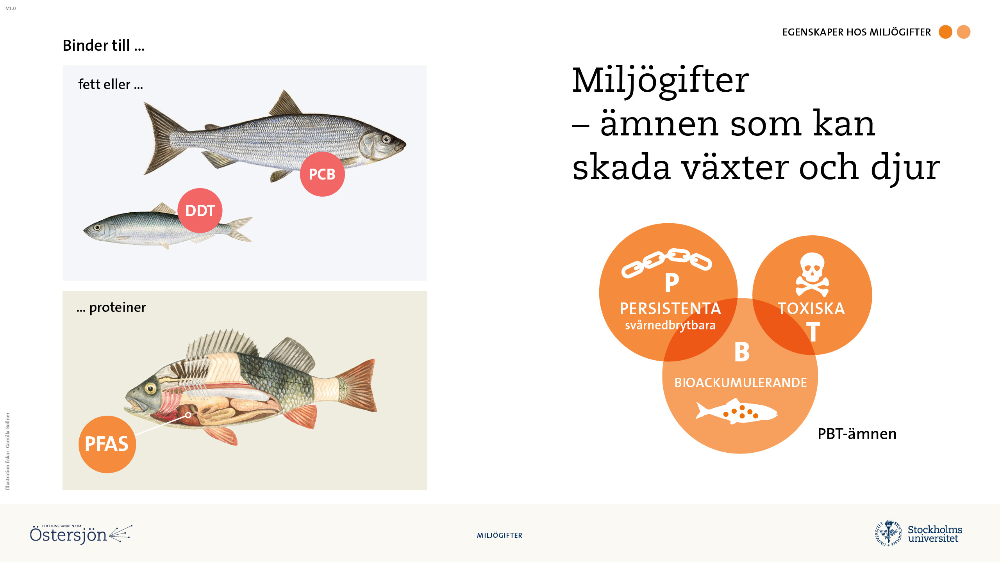 V1.0
EGENSKAPER HOS MILJÖGIFTER
Binder till ...
fett eller ...
PCB
DDT
... proteiner
PFAS
Miljögifter
– ämnen som kan
skada växter och djur
P
PERSISTENTA
svårnedbrytbara
TOXISKA
T
B
BIOACKUMULERANDE
PBT-ämnen
Illustration fiskar: Camilla Bollner
LEKTIONSBANKEN OM
Östersjön
MILJÖGIFTER
STOCKHOLMS UNIVERSITET
Stockholms
universitet